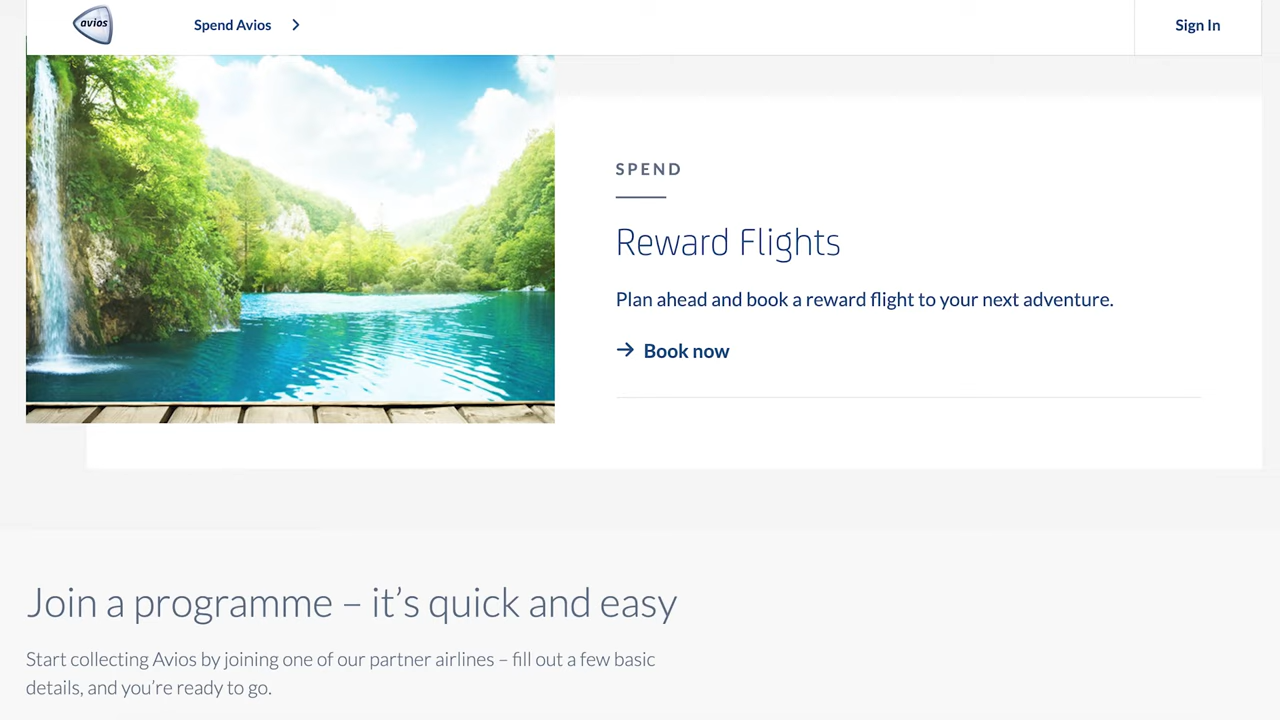 avios
Spend Avios
Sign In
SPEND
Reward Flights
Plan ahead and book a reward flight to your next adventure.
Book now
Join a programme – it’s quick and easy
Start collecting Avios by joining one of our partner airlines – fill out a few basic
details, and you’re ready to go.